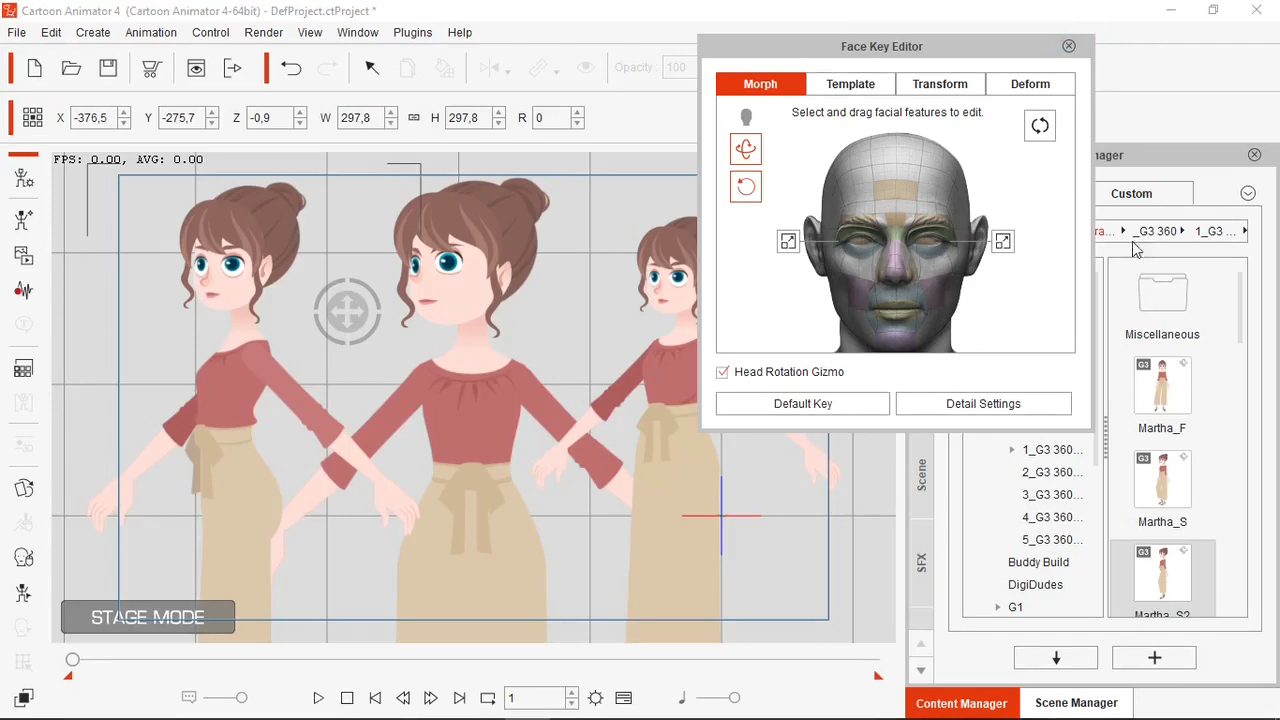 Cartoon Animator 4 (Cartoon Animator 4-64bit) - DefProject.ctProject *
File Edit Create Animation Control Render View Window Plugins Help
Opacity : 100
X -376,5 Y -275,7 Z -0,9 W 297,8 H 297,8 R 0
FPS: 0.00, AVG: 0.00
Face Key Editor
Morph Template Transform Deform
Select and drag facial features to edit.
Head Rotation Gizmo
Default Key Detail Settings
Custom
_G3 360 1_G3 ...
Miscellaneous
G3
Martha_F
G3
Martha_S
G3
Martha_S2
1_G3 360...
2_G3 360...
3_G3 360...
4_G3 360...
5_G3 360...
Buddy Build
DigiDudes
G1
Scene
SFX
STAGE MODE
1
Content Manager Scene Manager